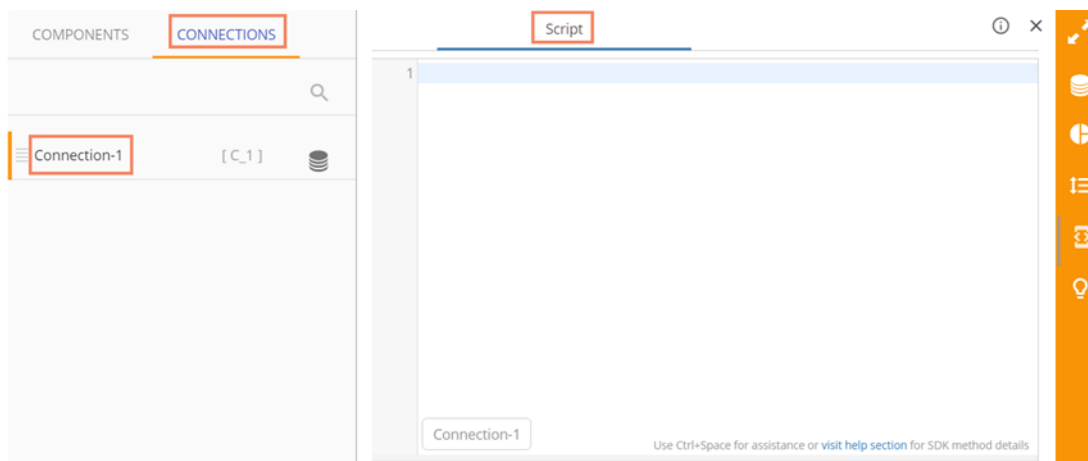 COMPONENTS CONNECTIONS
Connection-1 [ C_1 ]
Script
1
Connection-1
Use Ctrl+Space for assistance or visit help section for SDK method details